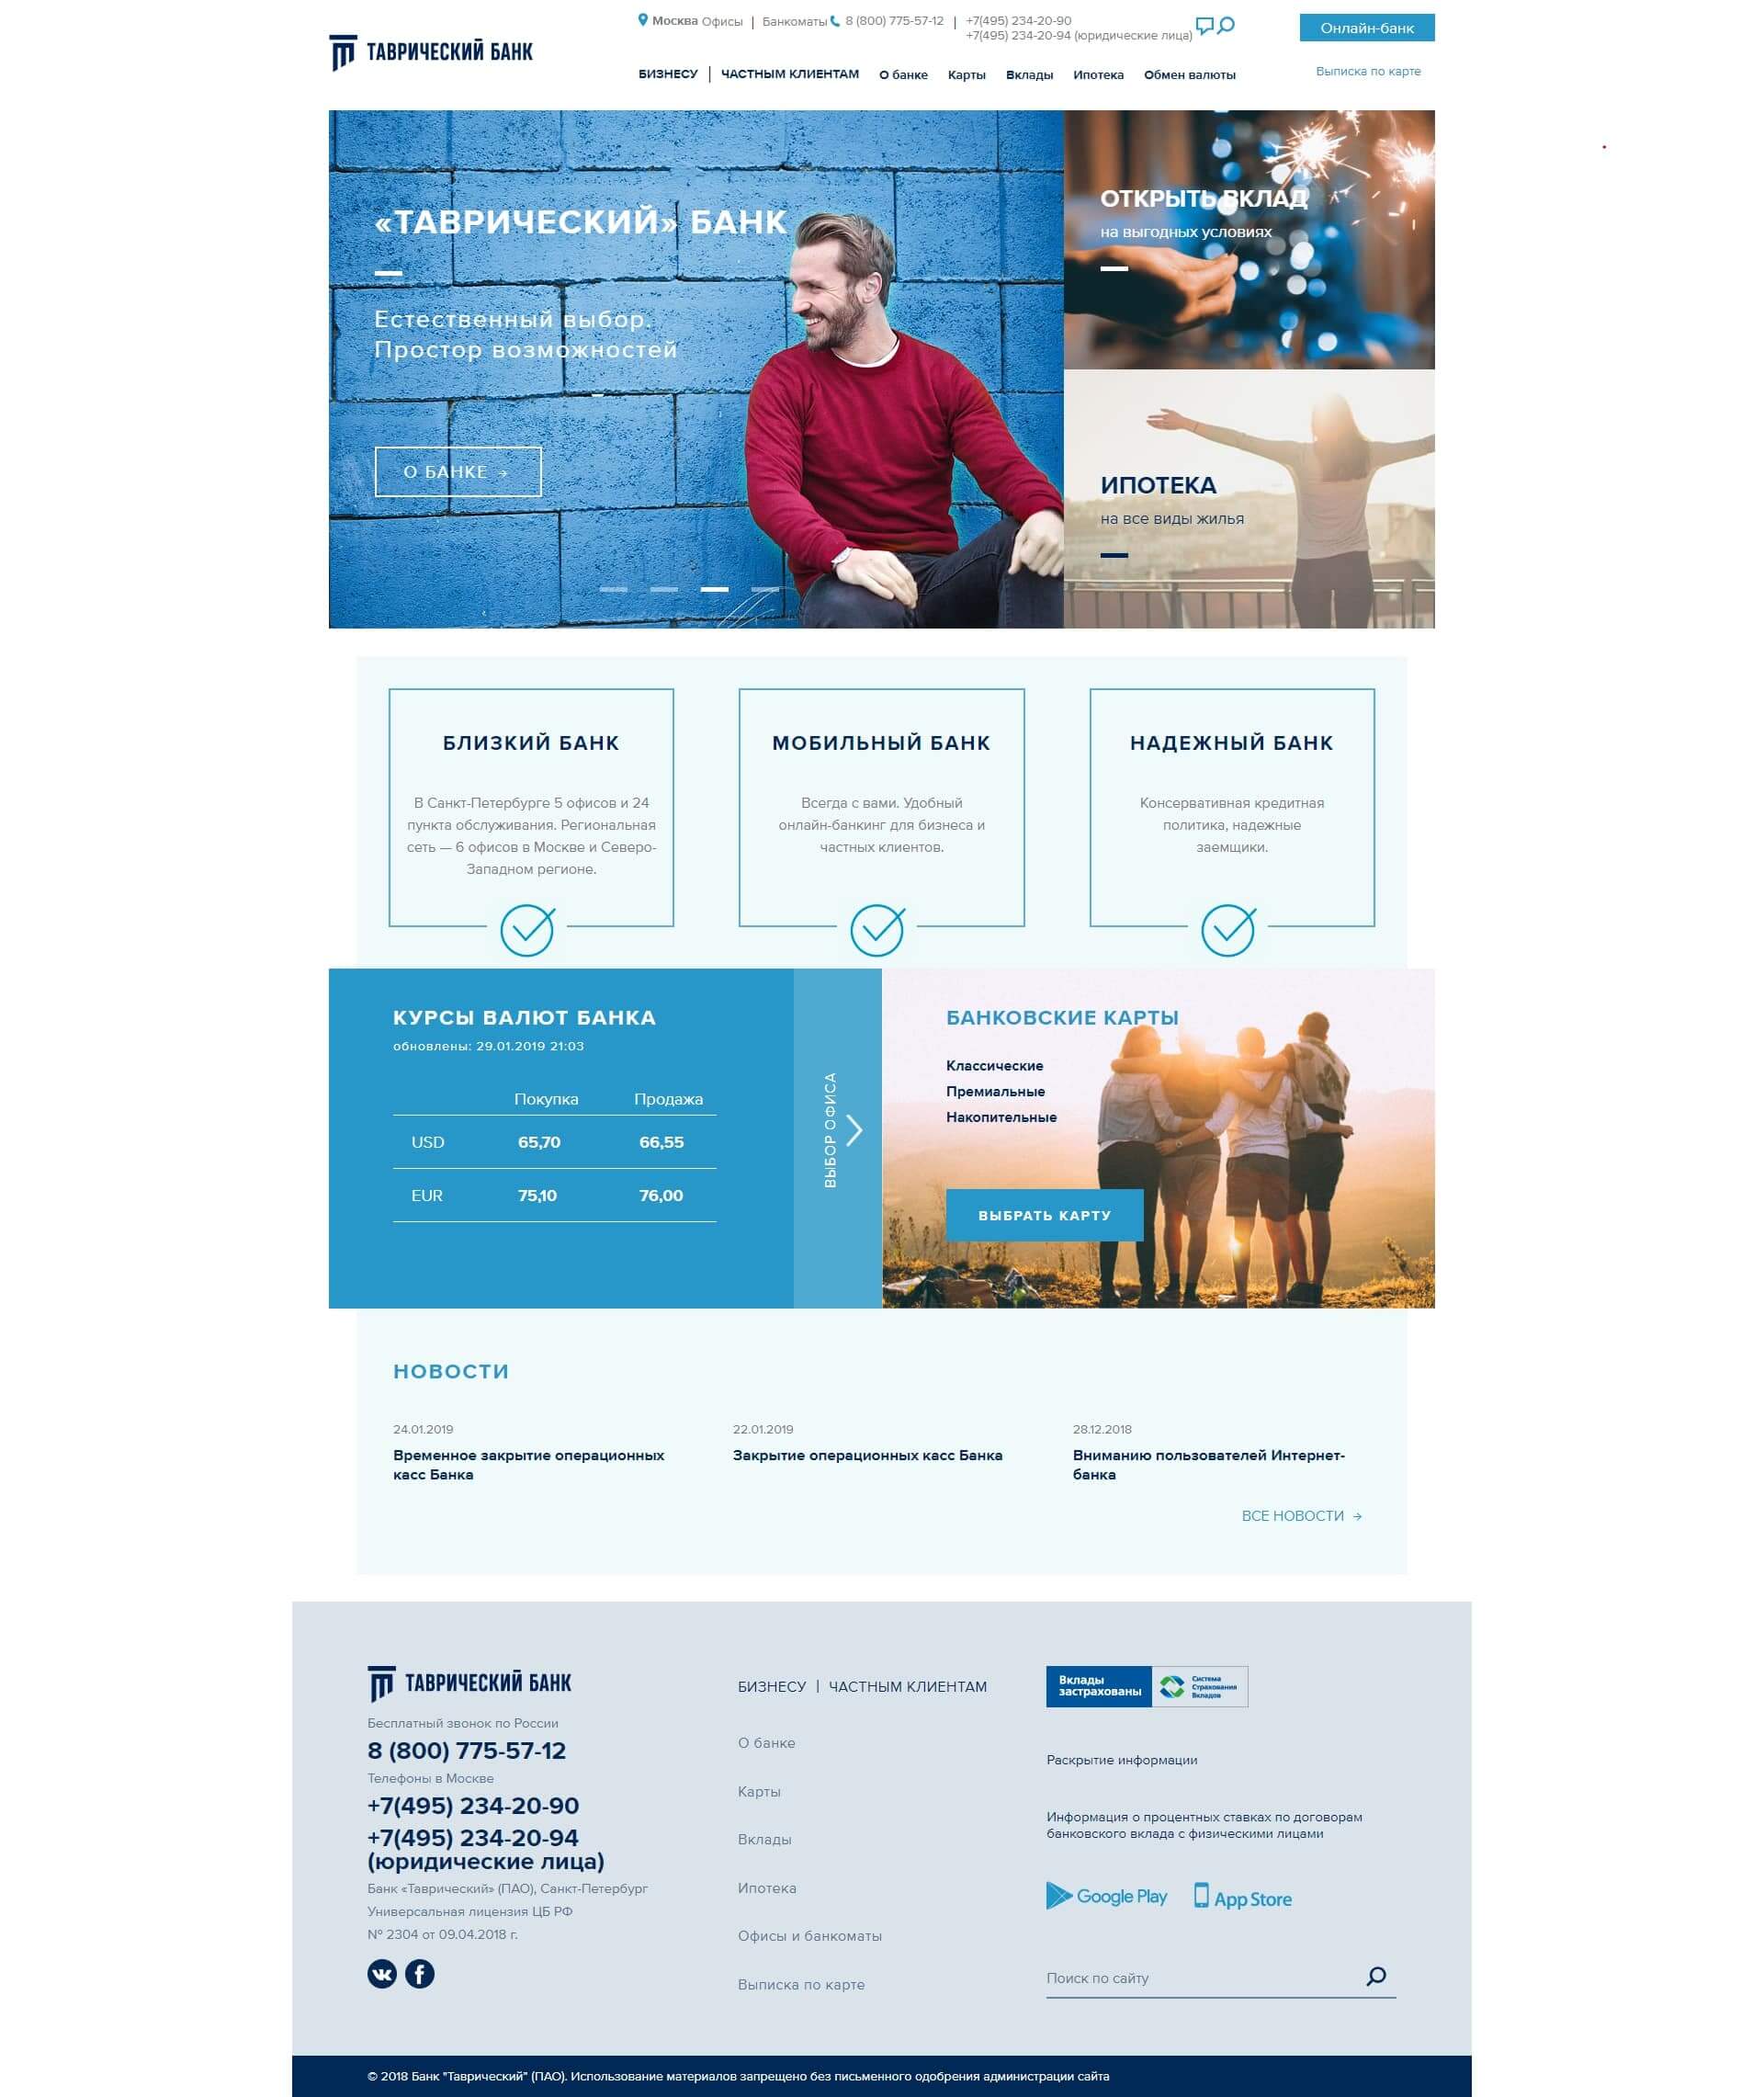 Москва Офисы | Банкоматы 8 (800) 775-57-12 | +7(495) 234-20-90
+7(495) 234-20-94 (юридические лица)
Онлайн-банк
ТАВРИЧЕСКИЙ БАНК
БИЗНЕСУ | ЧАСТНЫМ КЛИЕНТАМ О банке Карты Вклады Ипотека Обмен валюты
Выписка по карте
«ТАВРИЧЕСКИЙ» БАНК
Естественный выбор.
Простор возможностей
О БАНКЕ →
ОТКРЫТЬ ВКЛАД
на выгодных условиях
ИПОТЕКА
на все виды жилья
БЛИЗКИЙ БАНК
В Санкт-Петербурге 5 офисов и 24
пункта обслуживания. Региональная
сеть — 6 офисов в Москве и Северо-
Западном регионе.
МОБИЛЬНЫЙ БАНК
Всегда с вами. Удобный
онлайн-банкинг для бизнеса и
частных клиентов.
НАДЕЖНЫЙ БАНК
Консервативная кредитная
политика, надежные
заемщики.
КУРСЫ ВАЛЮТ БАНКА
обновлены: 29.01.2019 21:03
Покупка Продажа
USD 65,70 66,55
EUR 75,10 76,00
ВЫБОР ОФИСА
БАНКОВСКИЕ КАРТЫ
Классические
Премиальные
Накопительные
ВЫБРАТЬ КАРТУ
НОВОСТИ
24.01.2019
Временное закрытие операционных
касс Банка
22.01.2019
Закрытие операционных касс Банка
28.12.2018
Вниманию пользователей Интернет-
банка
ВСЕ НОВОСТИ →
ТАВРИЧЕСКИЙ БАНК
Бесплатный звонок по России
8 (800) 775-57-12
Телефоны в Москве
+7(495) 234-20-90
+7(495) 234-20-94
(юридические лица)
Банк «Таврический» (ПАО), Санкт-Петербург
Универсальная лицензия ЦБ РФ
№ 2304 от 09.04.2018 г.
БИЗНЕСУ | ЧАСТНЫМ КЛИЕНТАМ
О банке
Карты
Вклады
Ипотека
Офисы и банкоматы
Выписка по карте
Вклады
застрахованы
Система
Страхования
Вкладов
Раскрытие информации
Информация о процентных ставках по договорам
банковского вклада с физическими лицами
Google Play App Store
Поиск по сайту
© 2018 Банк "Таврический" (ПАО). Использование материалов запрещено без письменного одобрения администрации сайта